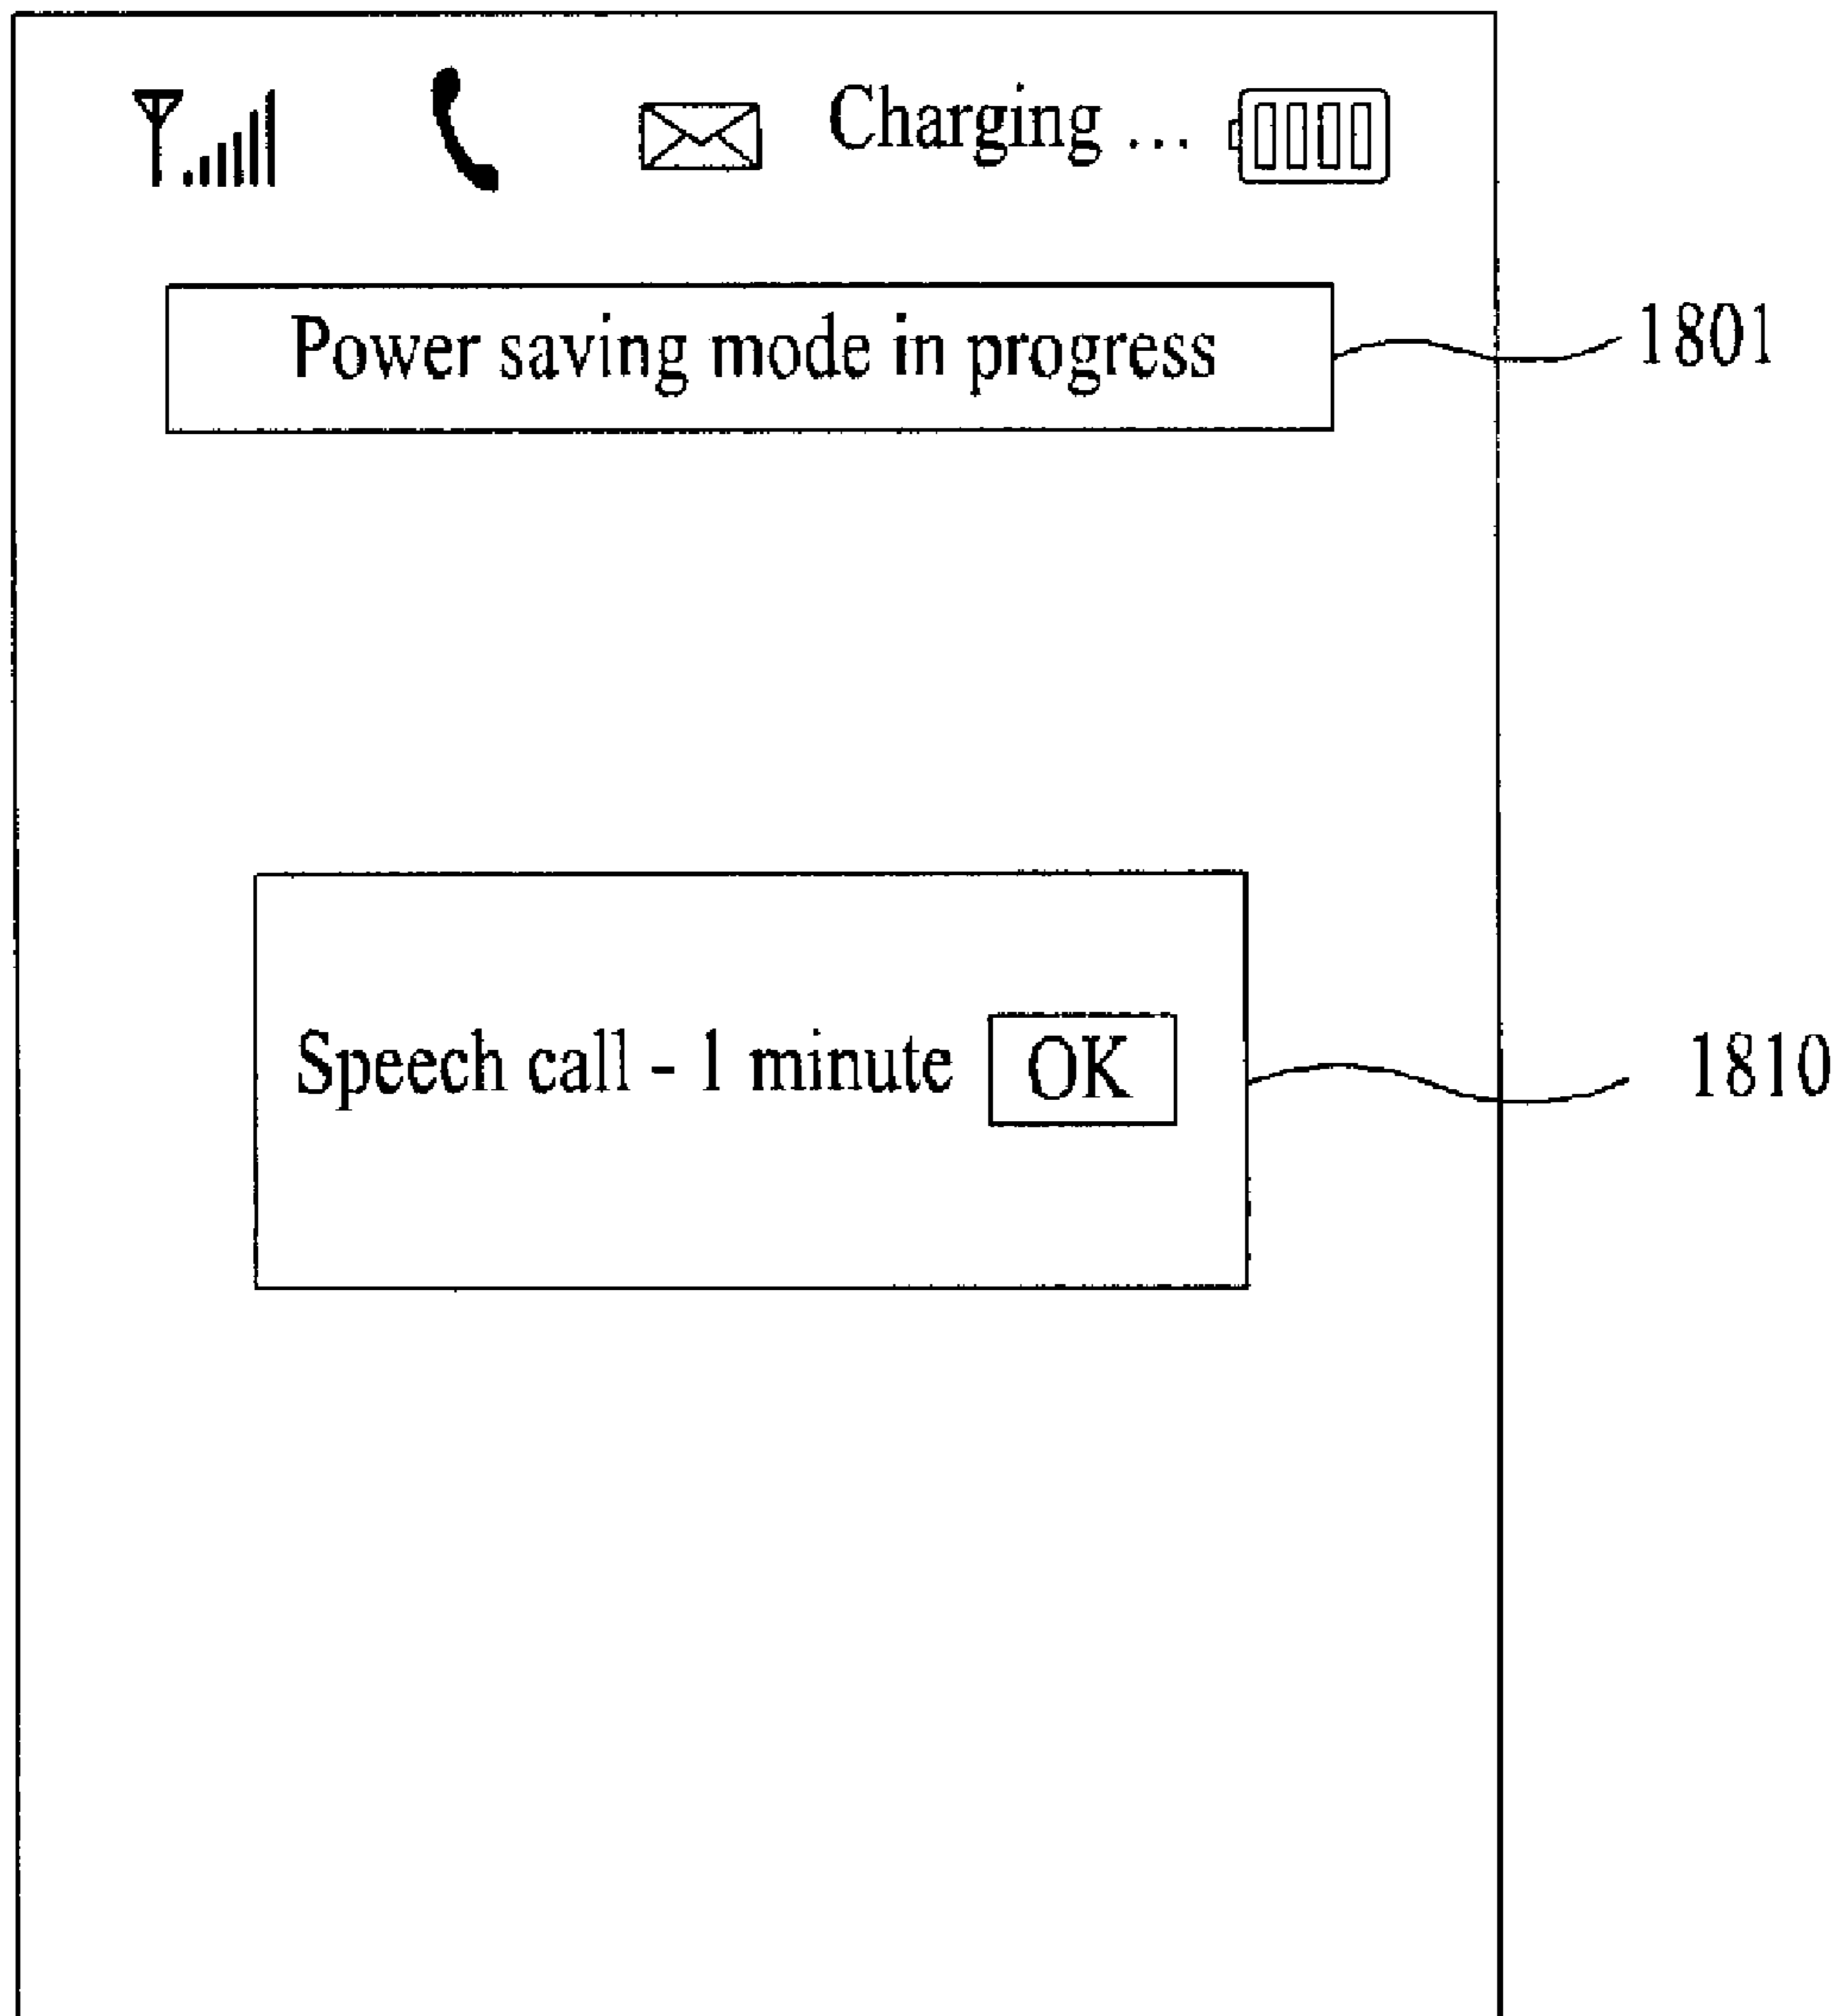 Charging ...
Power saving mode in progress
1801
Speech call - 1 minute OK
1810